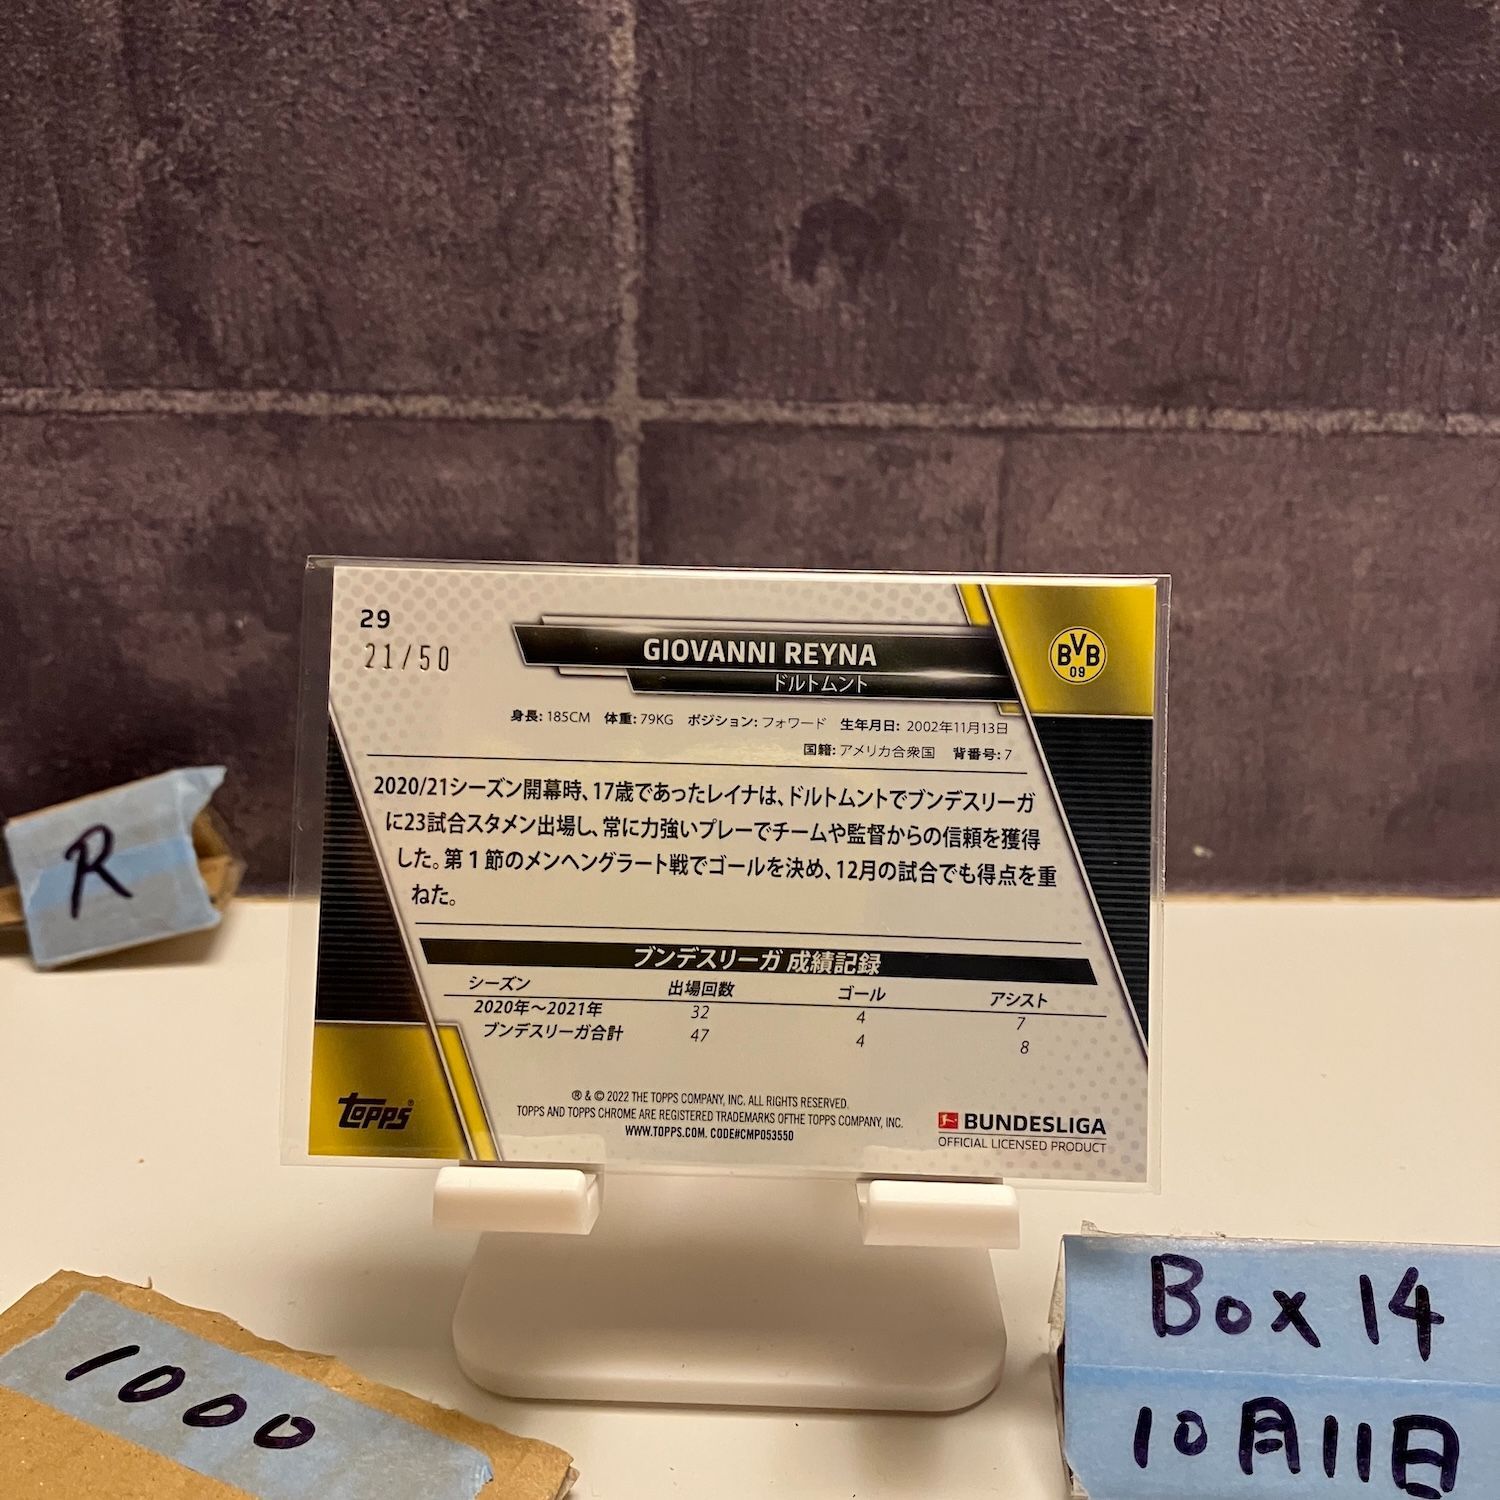 29
21/50
GIOVANNI REYNA
ドルトムント
BVB
09
身長: 185CM 体重: 79KG ポジション: フォワード 生年月日: 2002年11月13日
国籍: アメリカ合衆国 背番号: 7
2020/21シーズン開幕時、17歳であったレイナは、ドルトムントでブンデスリーガ
に23試合スタメン出場し、常に力強いプレーでチームや監督からの信頼を獲得
した。第1節のメンヘングラート戦でゴールを決め、12月の試合でも得点を重
ねた。
ブンデスリーガ 成績記録
シーズン 出場回数 ゴール アシスト
2020年～2021年 32 4 7
ブンデスリーガ合計 47 4 8
topps®
® & © 2022 THE TOPPS COMPANY, INC. ALL RIGHTS RESERVED.
TOPPS AND TOPPS CHROME ARE REGISTERED TRADEMARKS OFTHE TOPPS COMPANY, INC.
WWW.TOPPS.COM. CODE#CMP053550
BUNDESLIGA
OFFICIAL LICENSED PRODUCT
R
1000
Box 14
10月11日